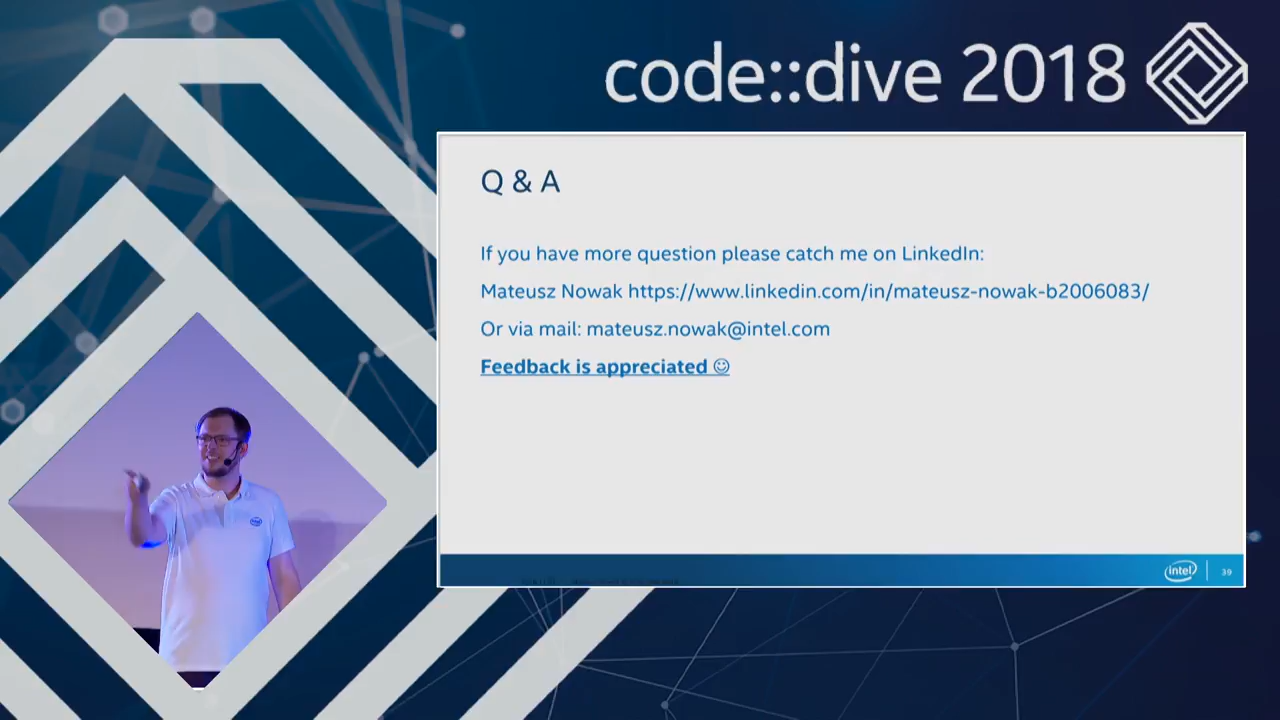 code::dive 2018
Q & A
If you have more question please catch me on LinkedIn:
Mateusz Nowak https://www.linkedin.com/in/mateusz-nowak-b2006083/
Or via mail: mateusz.nowak@intel.com
Feedback is appreciated ☺
intel
39
intel